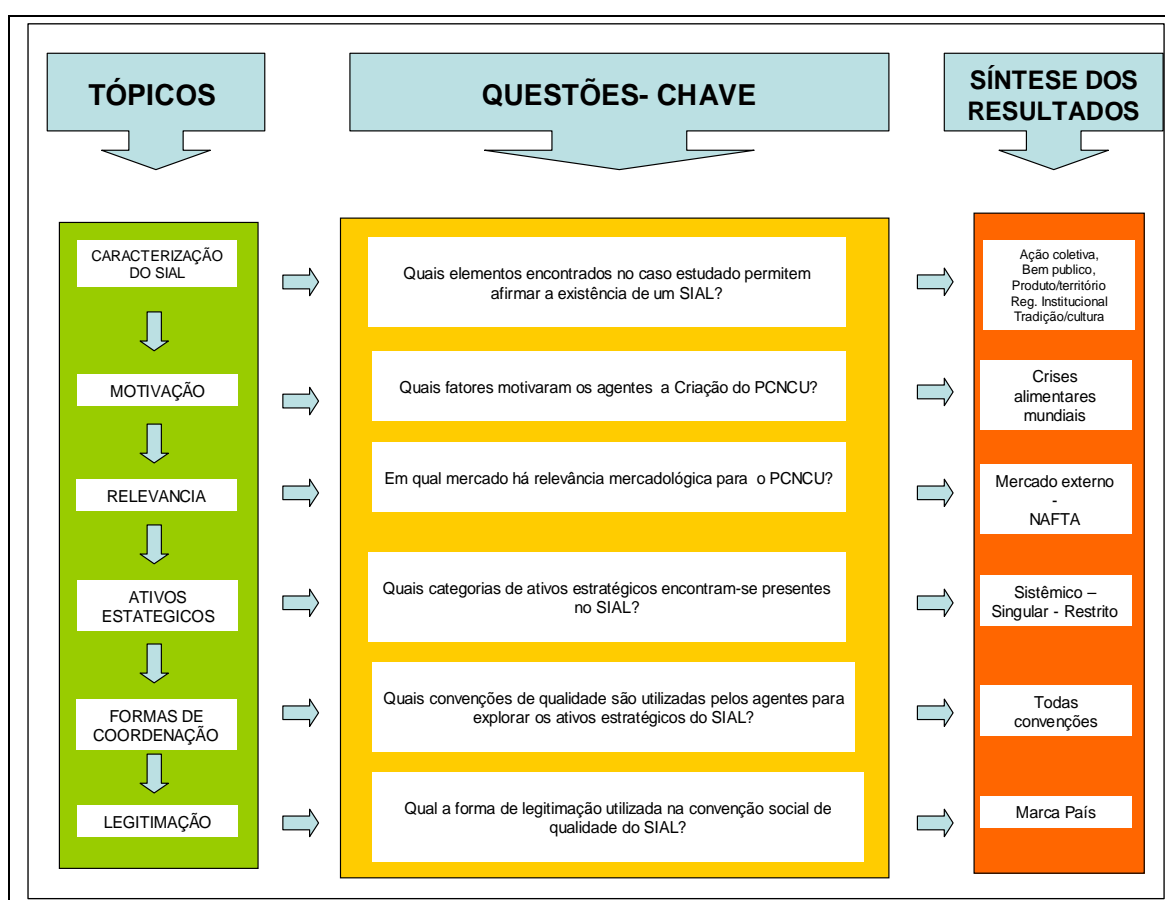 TÓPICOS
QUESTÕES- CHAVE
SÍNTESE DOS
RESULTADOS
CARACTERIZAÇÃO
DO SIAL
Quais elementos encontrados no caso estudado permitem
afirmar a existência de um SIAL?
Ação coletiva,
Bem publico,
Produto/território
Reg. Institucional
Tradição/cultura
MOTIVAÇÃO
Quais fatores motivaram os agentes a Criação do PCNCU?
Crises
alimentares
mundiais
RELEVANCIA
Em qual mercado há relevância mercadológica para o PCNCU?
Mercado externo
-
NAFTA
ATIVOS
ESTATEGICOS
Quais categorias de ativos estratégicos encontram-se presentes
no SIAL?
Sistêmico –
Singular - Restrito
FORMAS DE
COORDENAÇÃO
Quais convenções de qualidade são utilizadas pelos agentes para
explorar os ativos estratégicos do SIAL?
Todas
convenções
LEGITIMAÇÃO
Qual a forma de legitimação utilizada na convenção social de
qualidade do SIAL?
Marca País